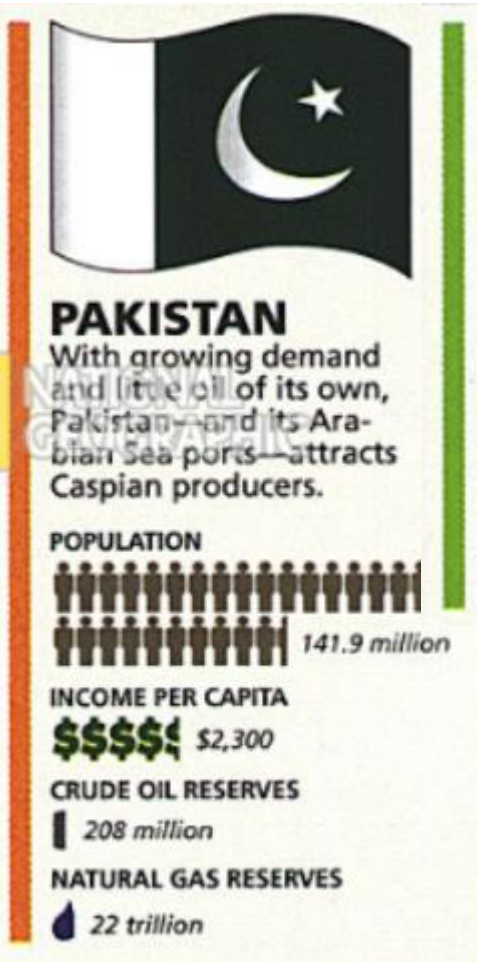 PAKISTAN
With growing demand
and little oil of its own,
Pakistan—and its Ara-
bian Sea ports—attracts
Caspian producers.
NATIONAL
GEOGRAPHIC
POPULATION
141.9 million
INCOME PER CAPITA
$$$$$ $2,300
CRUDE OIL RESERVES
208 million
NATURAL GAS RESERVES
22 trillion